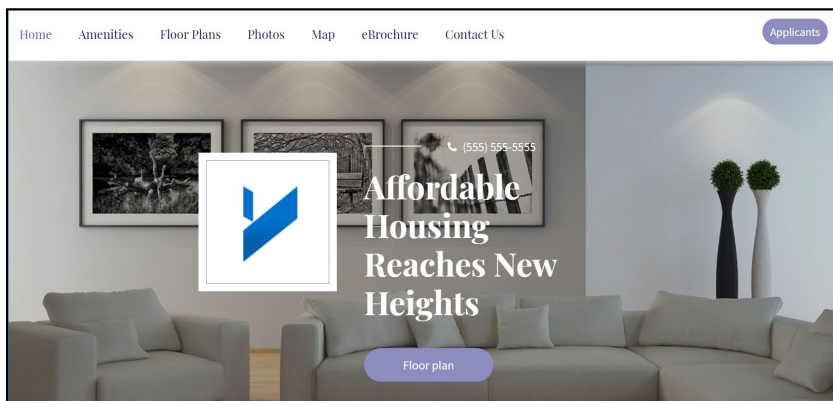 Home Amenities Floor Plans Photos Map eBrochure Contact Us Applicants
(555) 555-5555
Affordable
Housing
Reaches New
Heights
Floor plan